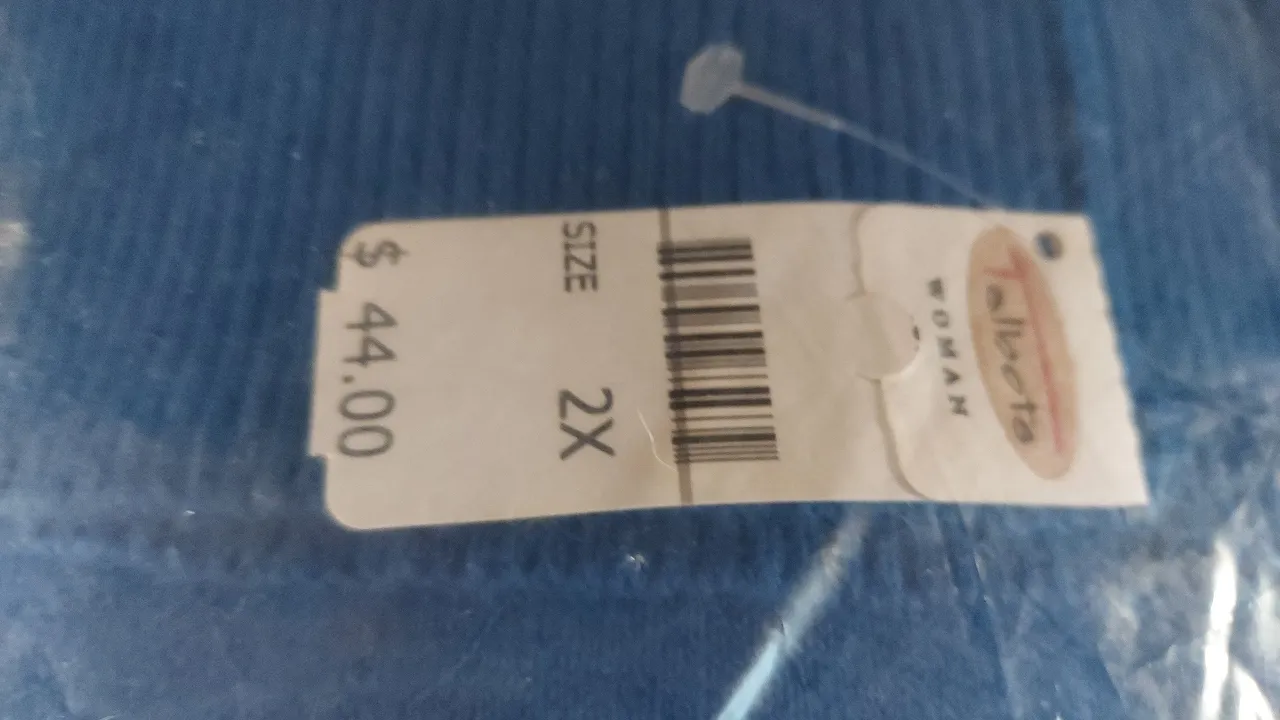 Talbots
WOMAN
SIZE 2X
$ 44.00